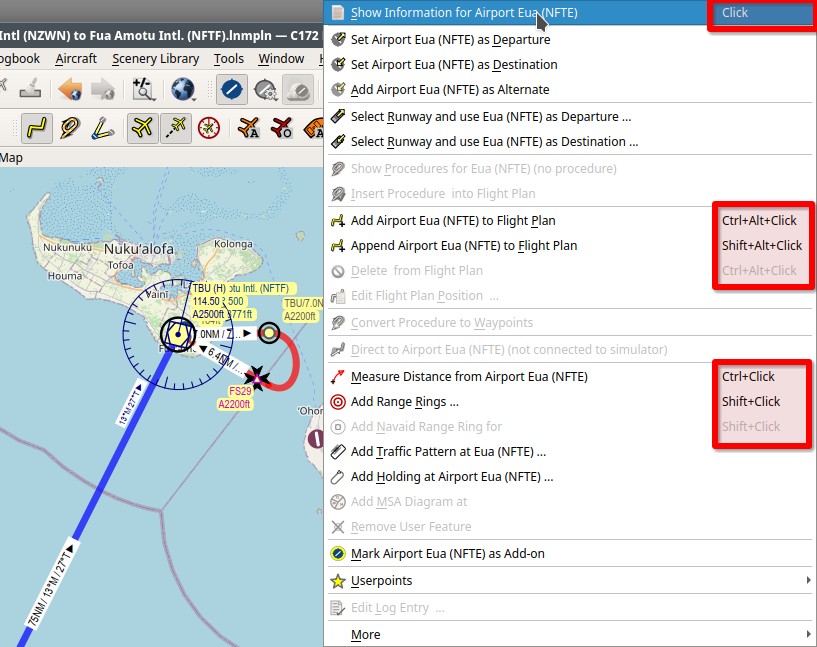 Intl (NZWN) to Fua Amotu Intl. (NFTF).lnmpln — C172
ogbook Aircraft Scenery Library Tools Window
Map
Nukunuku
Nuku'alofa
Kolonga
Tofoa
Houma
Vaini
TBU (H)
114.50
A2500ft
otu Intl. (NFTF)
500
3771ft
TBU/7.0N
A2200ft
0NM / 7...
6.4NM/...
FS29
A2200ft
'Ohor
13°M 27°T
75NM / 13°M / 27°T
Show Information for Airport Eua (NFTE) Click
Set Airport Eua (NFTE) as Departure
Set Airport Eua (NFTE) as Destination
Add Airport Eua (NFTE) as Alternate
Select Runway and use Eua (NFTE) as Departure ...
Select Runway and use Eua (NFTE) as Destination ...
Show Procedures for Eua (NFTE) (no procedure)
Insert Procedure into Flight Plan
Add Airport Eua (NFTE) to Flight Plan Ctrl+Alt+Click
Append Airport Eua (NFTE) to Flight Plan Shift+Alt+Click
Delete from Flight Plan Ctrl+Alt+Click
Edit Flight Plan Position ...
Convert Procedure to Waypoints
Direct to Airport Eua (NFTE) (not connected to simulator)
Measure Distance from Airport Eua (NFTE) Ctrl+Click
Add Range Rings ... Shift+Click
Add Navaid Range Ring for Shift+Click
Add Traffic Pattern at Eua (NFTE) ...
Add Holding at Airport Eua (NFTE) ...
Add MSA Diagram at
Remove User Feature
Mark Airport Eua (NFTE) as Add-on
Userpoints
Edit Log Entry ...
More